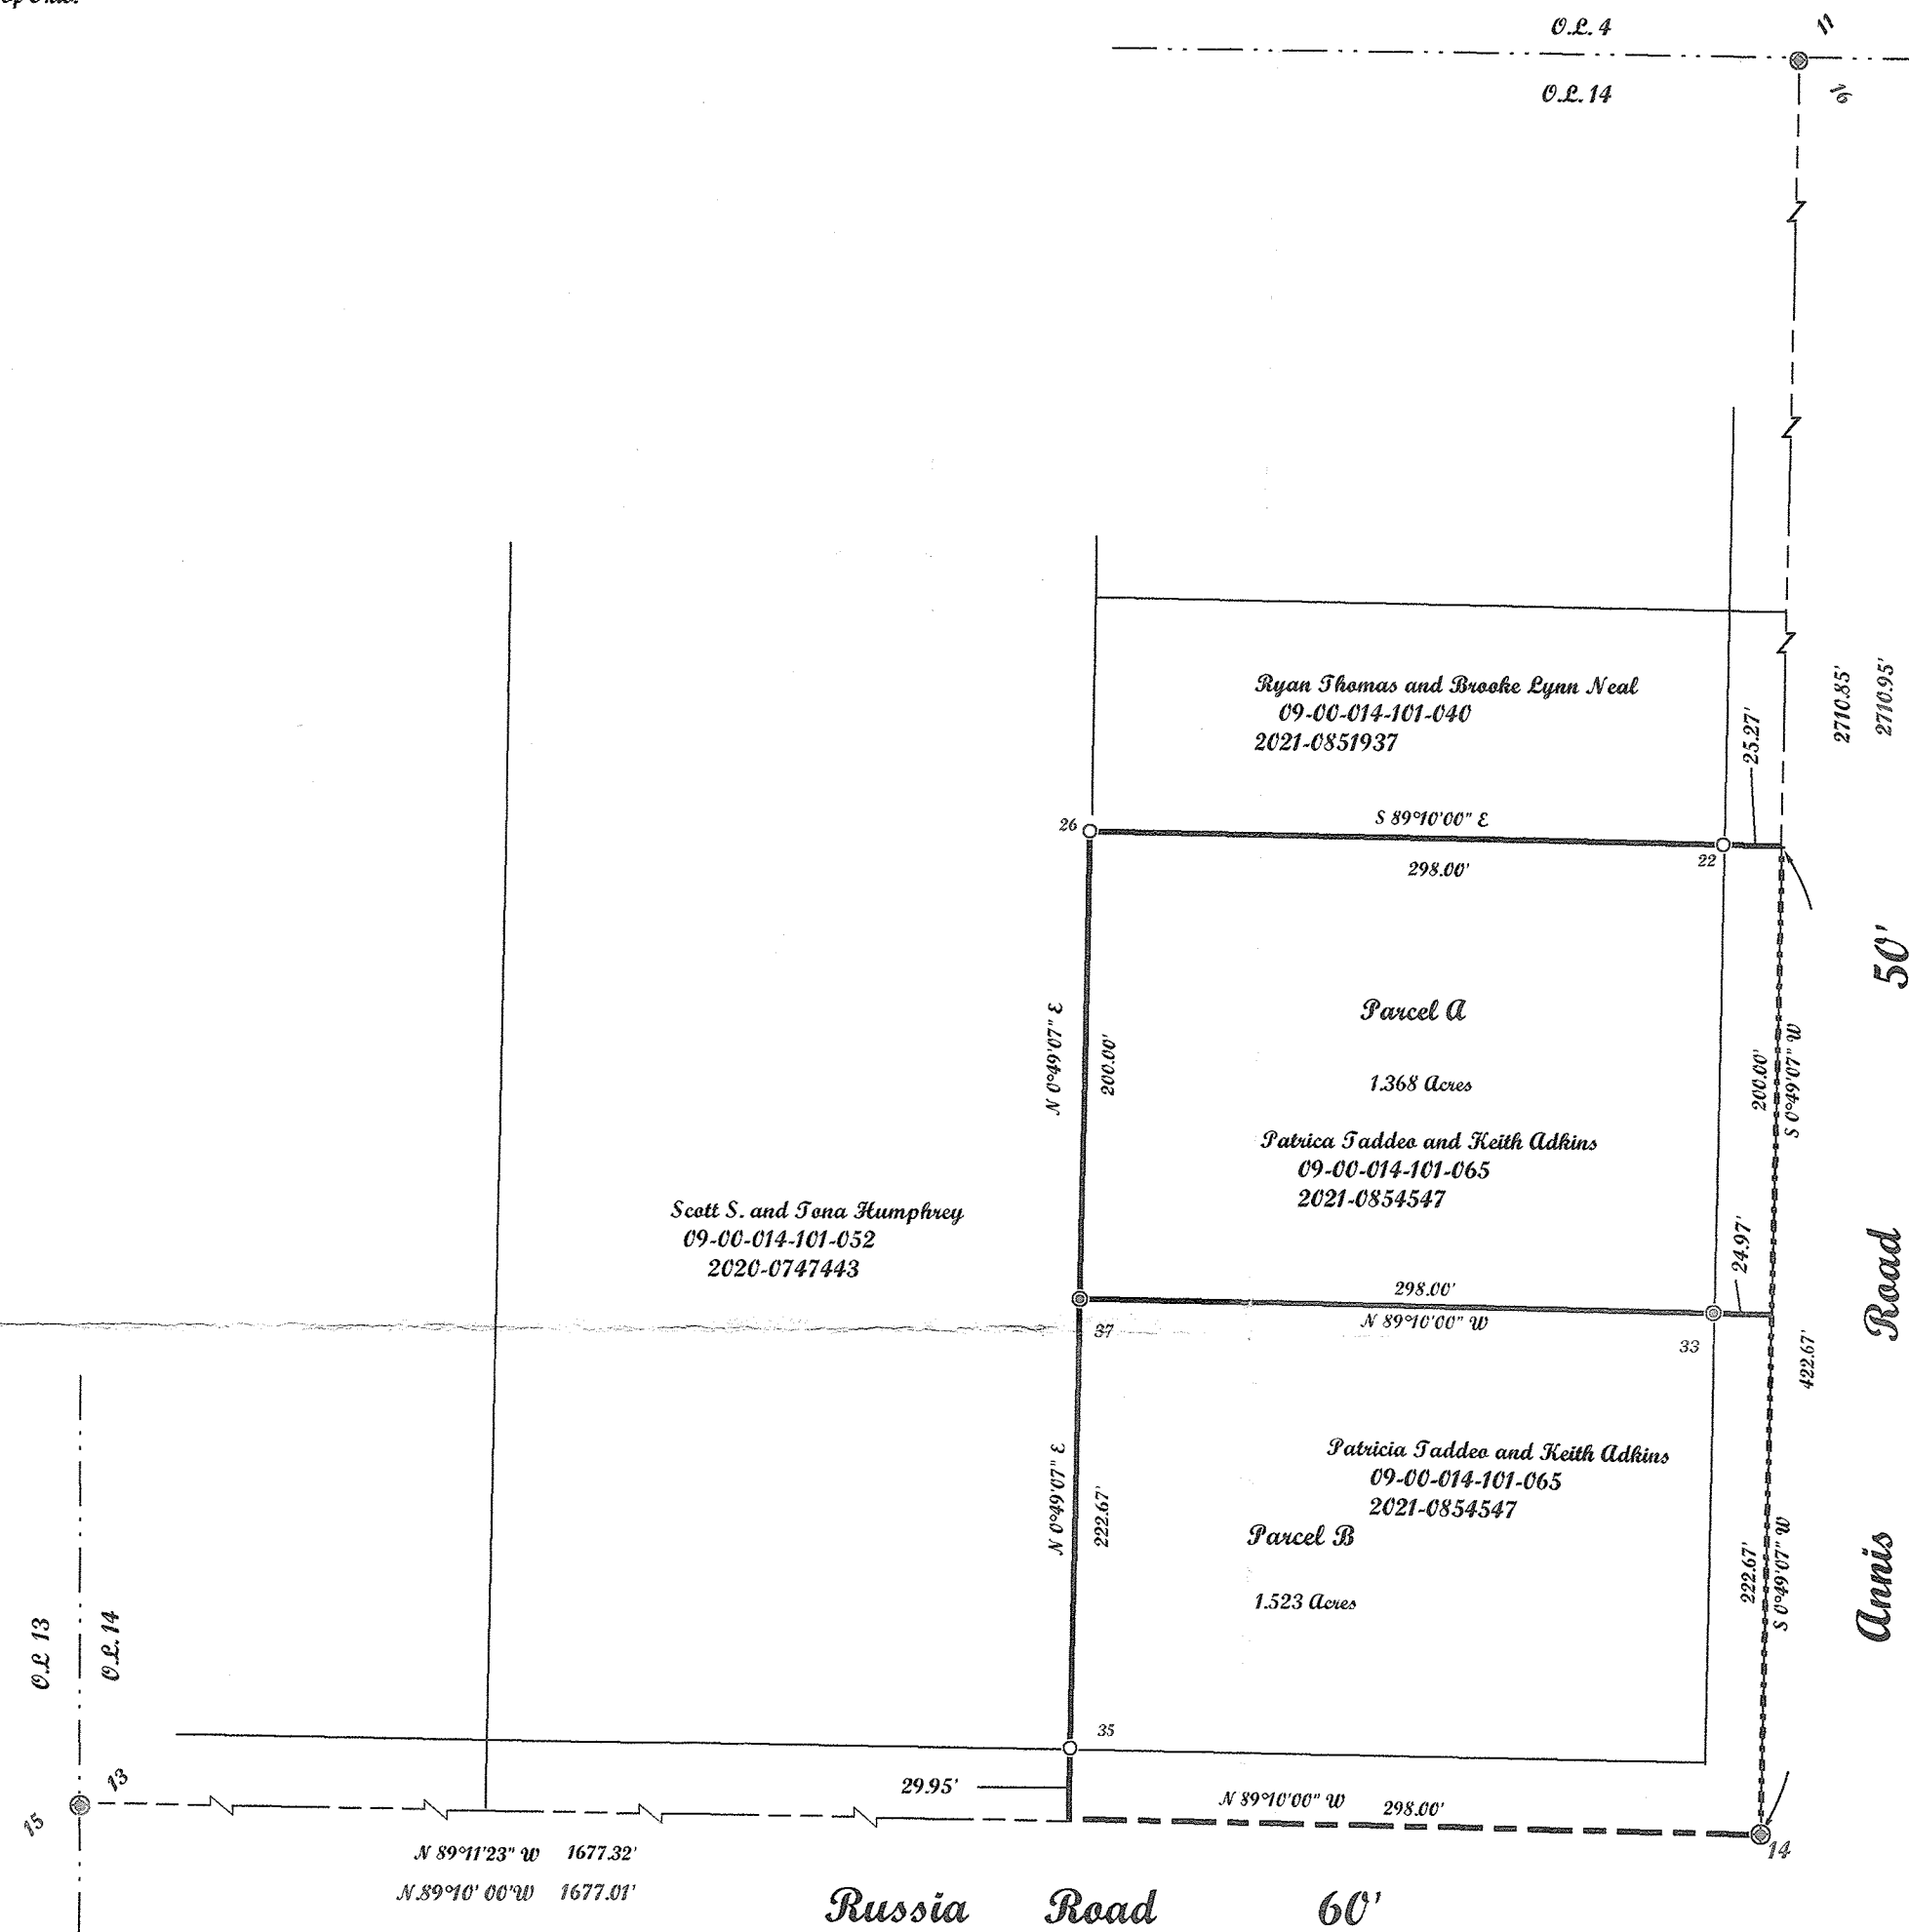 O.L. 4
11
O.L. 14
Ryan Thomas and Brooke Lynn Neal
09-00-014-101-040
2021-0851937
25.27'
2710.85'
2710.95'
26
S 89°10'00" E
298.00'
22
50'
Parcel A
1.368 Acres
N 0°49'07" E
200.00'
200.00'
S 0°49'07" W
Patrica Taddeo and Keith Adkins
09-00-014-101-065
2021-0854547
Scott S. and Tona Humphrey
09-00-014-101-052
2020-0747443
24.97'
Road
298.00'
N 89°10'00" W
37
33
422.67'
Patricia Taddeo and Keith Adkins
09-00-014-101-065
2021-0854547
Parcel B
1.523 Acres
N 0°49'07" E
222.67'
222.67'
S 0°49'07" W
Annis
O.L 13
O.L. 14
35
13
15
29.95'
N 89°10'00" W 298.00'
14
N 89°11'23" W 1677.32'
N.89°10' 00'W 1677.01'
Russia Road 60'